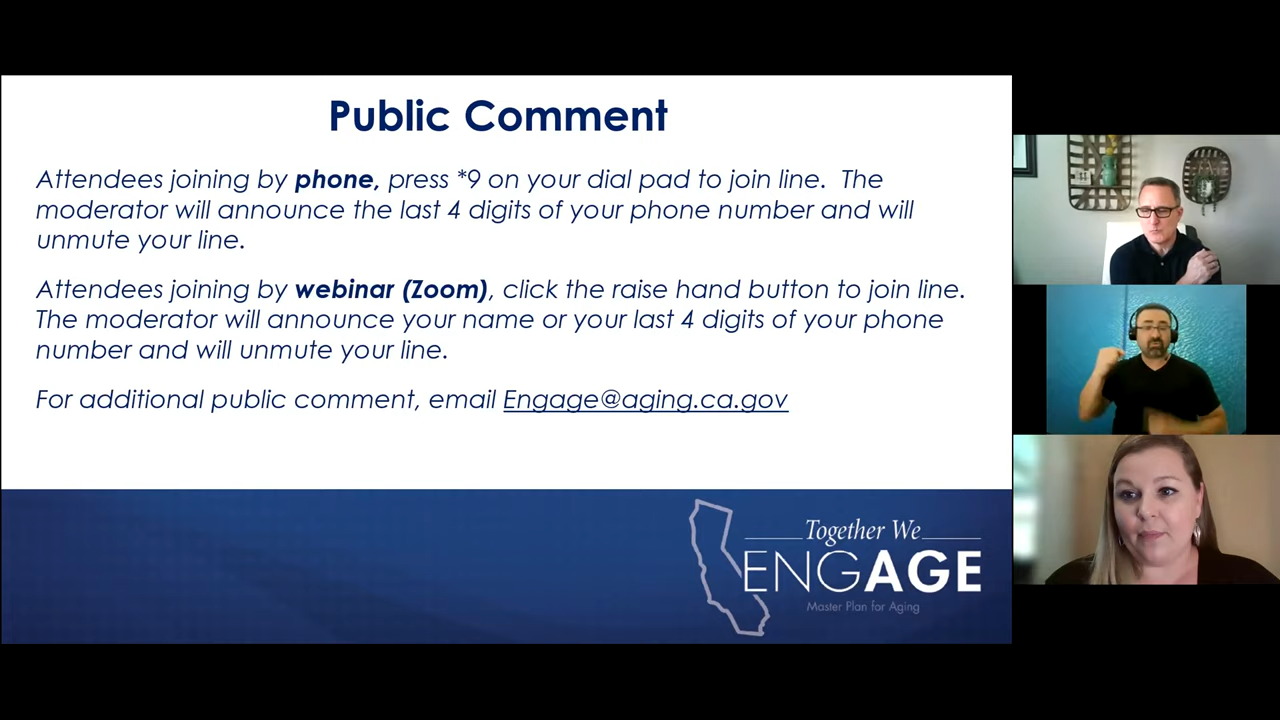 Public Comment
Attendees joining by phone, press *9 on your dial pad to join line. The
moderator will announce the last 4 digits of your phone number and will
unmute your line.
Attendees joining by webinar (Zoom), click the raise hand button to join line.
The moderator will announce your name or your last 4 digits of your phone
number and will unmute your line.
For additional public comment, email Engage@aging.ca.gov
Together We
ENGAGE
Master Plan for Aging